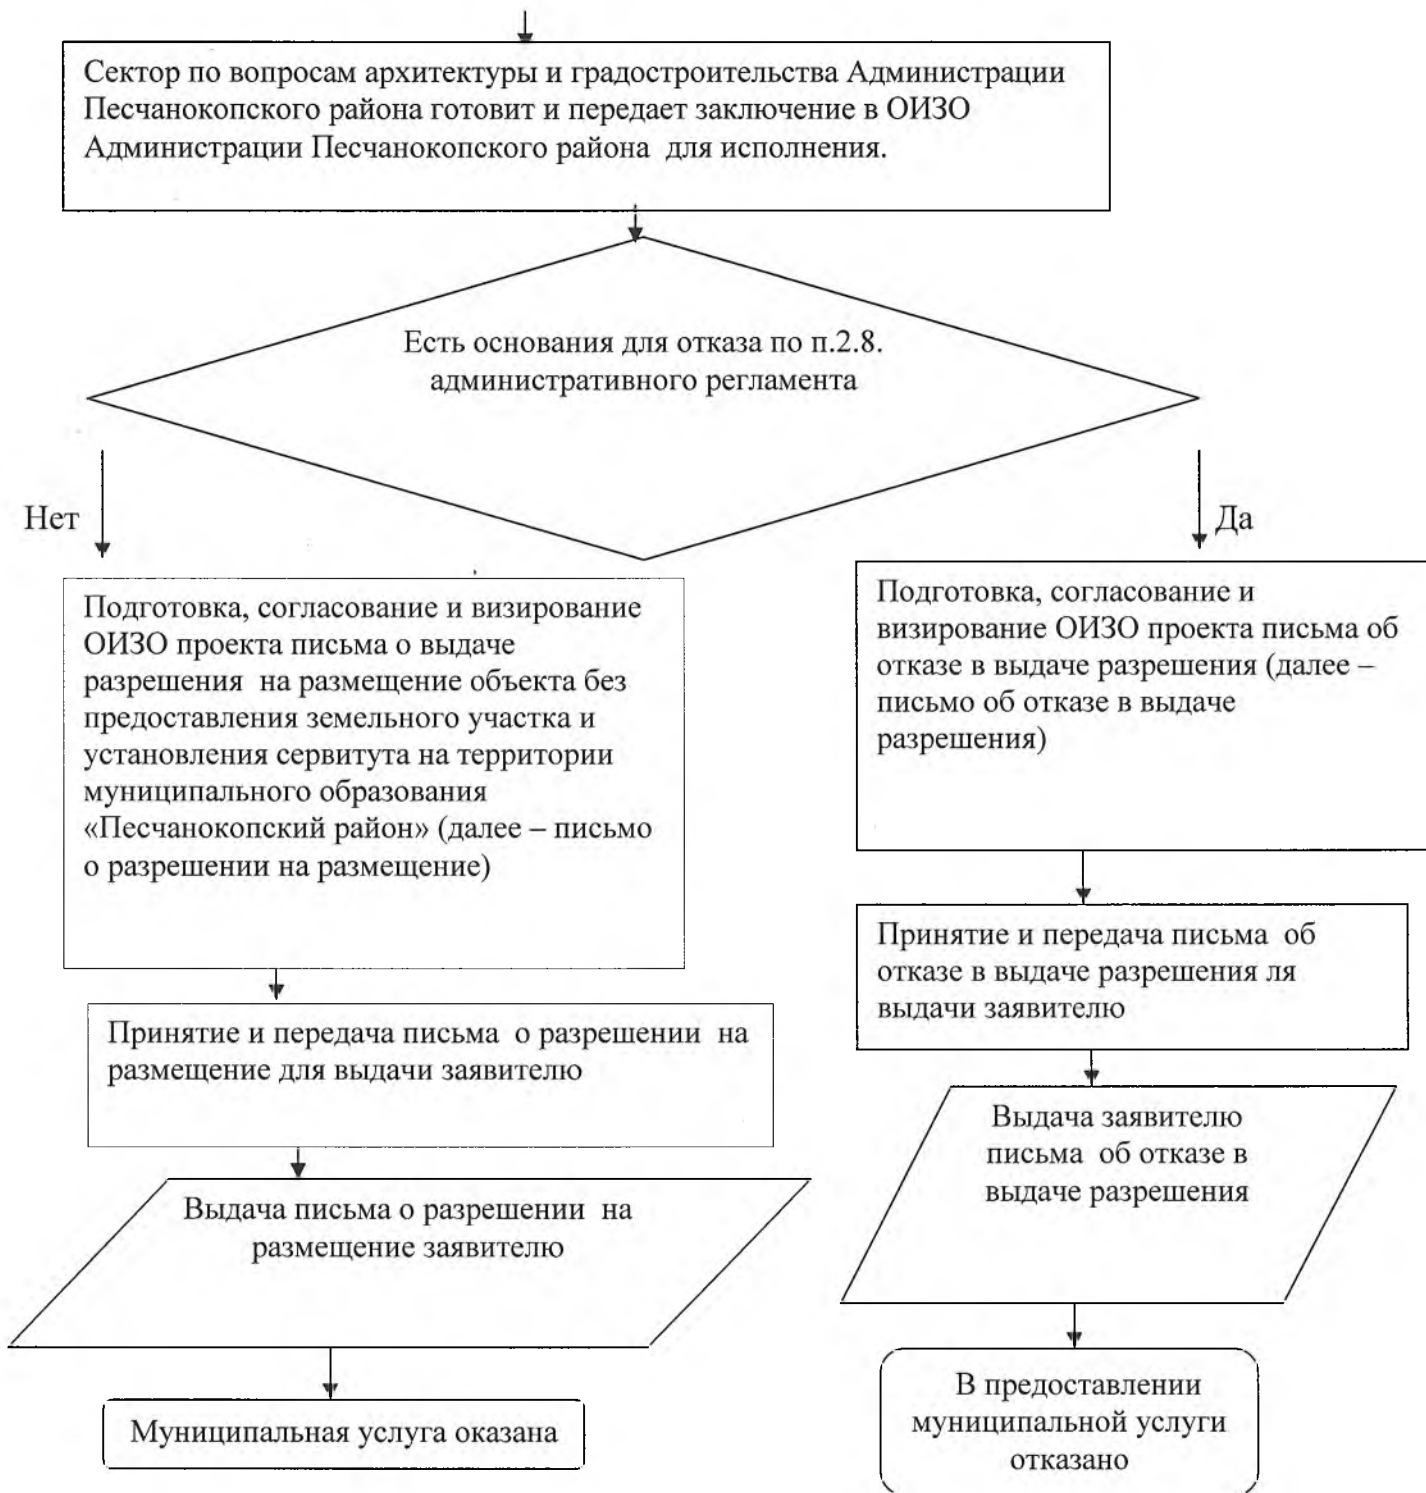 Сектор по вопросам архитектуры и градостроительства Администрации
Песчанокопского района готовит и передает заключение в ОИЗО
Администрации Песчанокопского района  для исполнения.
Есть основания для отказа по п.2.8.
административного регламента
Нет
Да
Подготовка, согласование и визирование
ОИЗО проекта письма о выдаче
разрешения  на размещение объекта без
предоставления земельного участка и
установления сервитута на территории
муниципального образования
«Песчанокопский район» (далее – письмо
о разрешении на размещение)
Принятие и передача письма  о разрешении  на
размещение для выдачи заявителю
Выдача письма о разрешении  на
размещение заявителю
Муниципальная услуга оказана
Подготовка, согласование и
визирование ОИЗО проекта письма об
отказе в выдаче разрешения (далее –
письмо об отказе в выдаче
разрешения)
Принятие и передача письма  об
отказе в выдаче разрешения ля
выдачи заявителю
Выдача заявителю
письма  об отказе в
выдаче разрешения
В предоставлении
муниципальной услуги
отказано